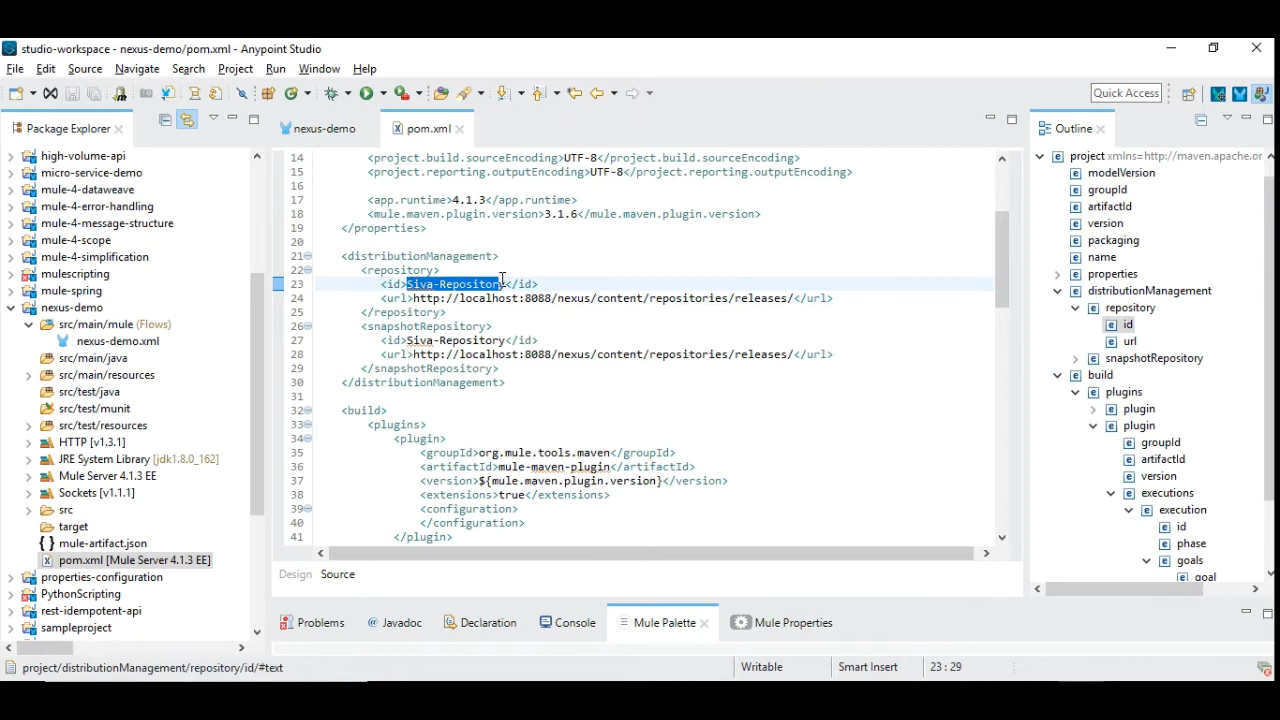 studio-workspace - nexus-demo/pom.xml - Anypoint Studio
File Edit Source Navigate Search Project Run Window Help
Quick Access
Package Explorer
high-volume-api
micro-service-demo
mule-4-dataweave
mule-4-error-handling
mule-4-message-structure
mule-4-scope
mule-4-simplification
mulescripting
mule-spring
nexus-demo
src/main/mule (Flows)
nexus-demo.xml
src/main/java
src/main/resources
src/test/java
src/test/munit
src/test/resources
HTTP [v1.3.1]
JRE System Library [jdk1.8.0_162]
Mule Server 4.1.3 EE
Sockets [v1.1.1]
src
target
mule-artifact.json
pom.xml [Mule Server 4.1.3 EE]
properties-configuration
PythonScripting
rest-idempotent-api
sampleproject
nexus-demo
pom.xml
14 <project.build.sourceEncoding>UTF-8</project.build.sourceEncoding>
15 <project.reporting.outputEncoding>UTF-8</project.reporting.outputEncoding>
16
17 <app.runtime>4.1.3</app.runtime>
18 <mule.maven.plugin.version>3.1.6</mule.maven.plugin.version>
19 </properties>
20
21 <distributionManagement>
22 <repository>
23 <id>Siva-Repository</id>
24 <url>http://localhost:8088/nexus/content/repositories/releases/</url>
25 </repository>
26 <snapshotRepository>
27 <id>Siva-Repository</id>
28 <url>http://localhost:8088/nexus/content/repositories/releases/</url>
29 </snapshotRepository>
30 </distributionManagement>
31
32 <build>
33 <plugins>
34 <plugin>
35 <groupId>org.mule.tools.maven</groupId>
36 <artifactId>mule-maven-plugin</artifactId>
37 <version>${mule.maven.plugin.version}</version>
38 <extensions>true</extensions>
39 <configuration>
40 </configuration>
41 </plugin>
Design Source
Outline
project xmlns=http://maven.apache.or
modelVersion
groupId
artifactId
version
packaging
name
properties
distributionManagement
repository
id
url
snapshotRepository
build
plugins
plugin
plugin
groupId
artifactId
version
executions
execution
id
phase
goals
goal
Problems
Javadoc
Declaration
Console
Mule Palette
Mule Properties
project/distributionManagement/repository/id/#text
Writable
Smart Insert
23 : 29